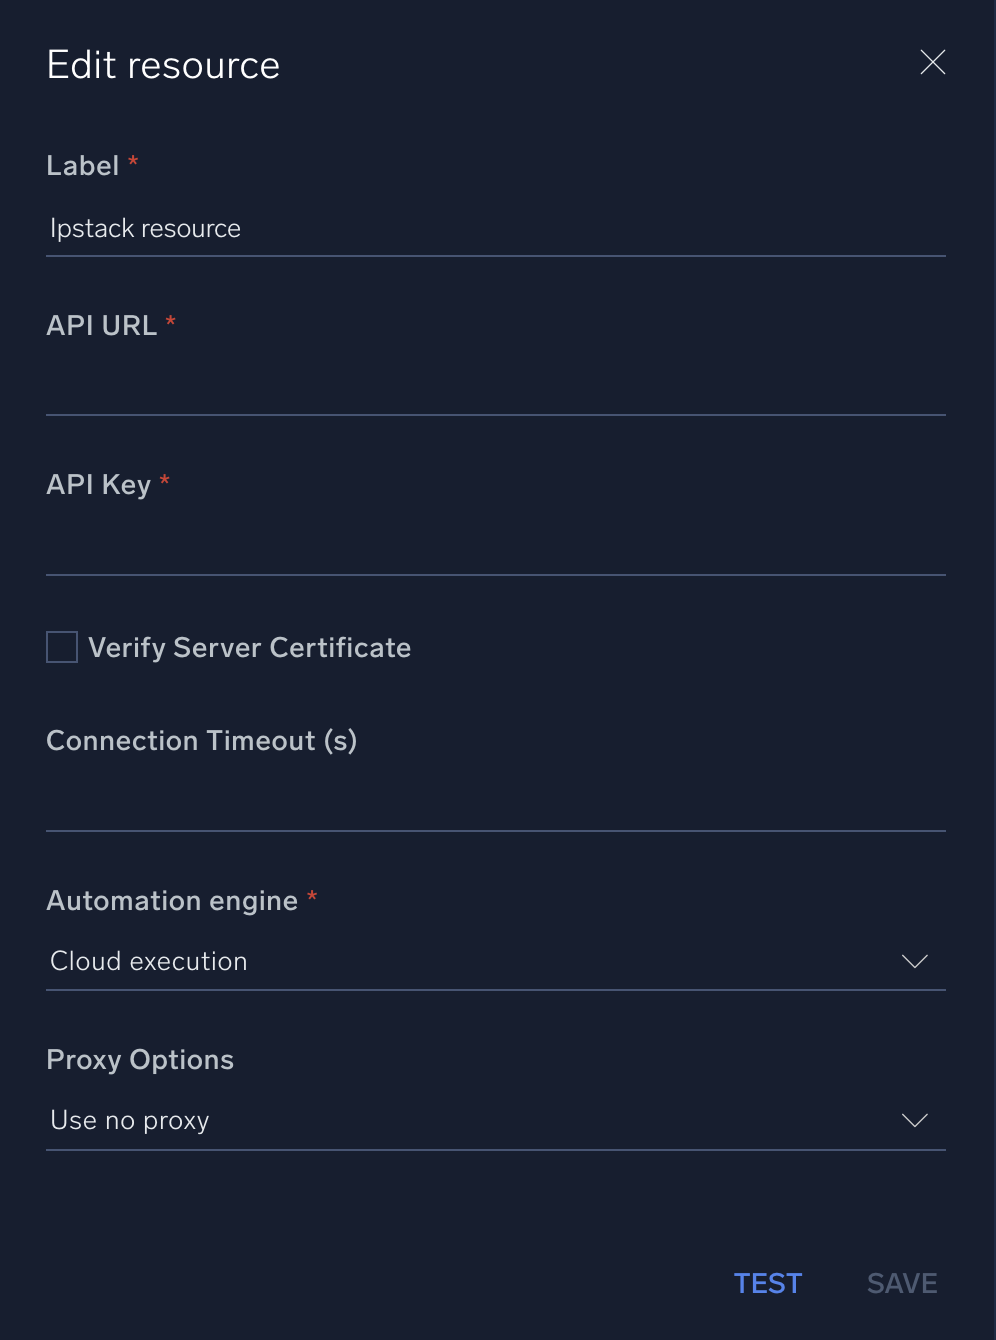 Edit resource
Label *
Ipstack resource
API URL *
API Key *
Verify Server Certificate
Connection Timeout (s)
Automation engine *
Cloud execution
Proxy Options
Use no proxy
TEST SAVE